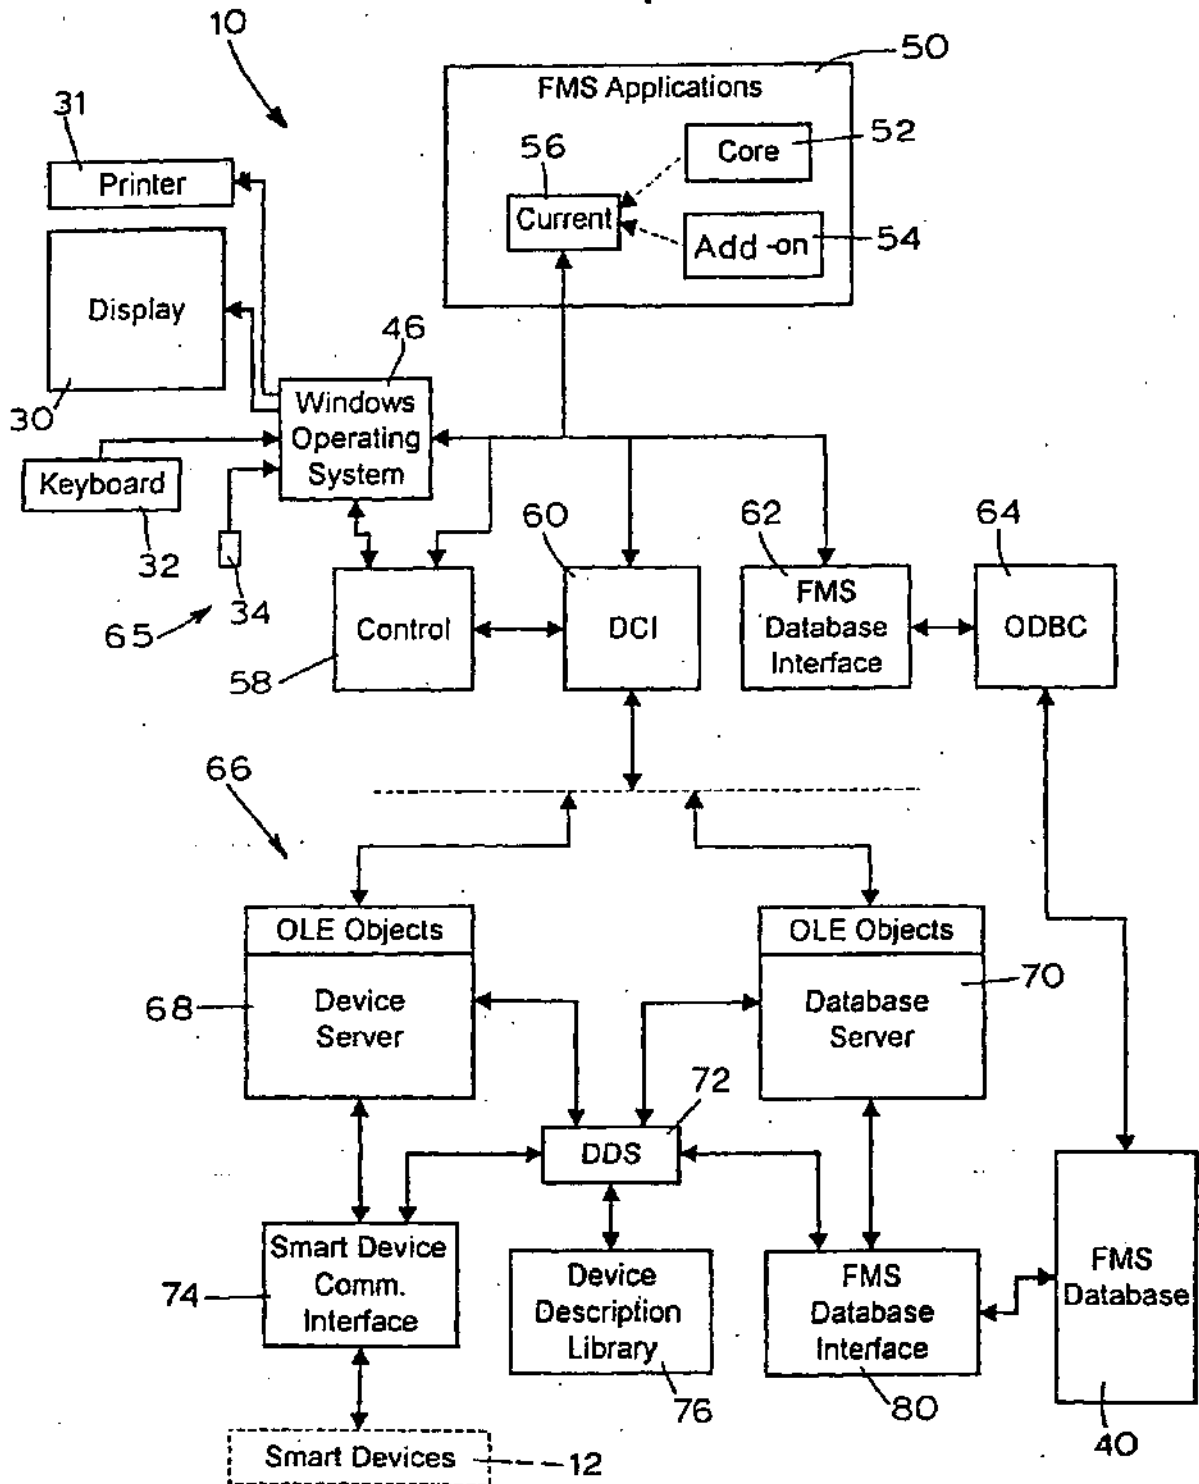 10
50
FMS Applications
31
Printer
56
Core
52
Current
Add-on
54
Display
30
46
Windows
Operating
System
Keyboard
32
34
65
60
62
64
Control
58
DCI
FMS
Database
Interface
ODBC
66
OLE Objects
Device
Server
68
OLE Objects
Database
Server
70
72
DDS
Smart Device
Comm.
Interface
74
Device
Description
Library
76
FMS
Database
Interface
80
FMS
Database
40
Smart Devices
12